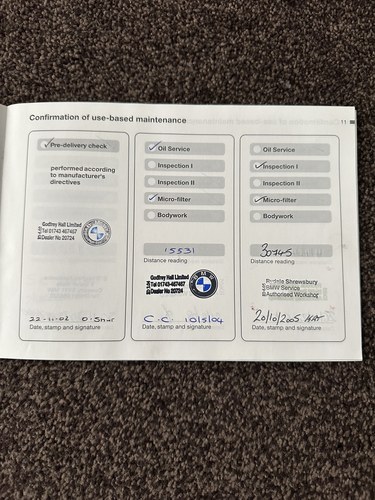 Confirmation of use-based maintenance
11
Pre-delivery check
performed according
to manufacturer's
directives
Godfrey Hall Limited
Tel 01743-467467
Dealer No 20724
22-11-02
Date, stamp and signature
Oil Service
Inspection I
Inspection II
Micro-filter
Bodywork
15531
Distance reading
Godfrey Hall Limited
Tel 01743 467467
Dealer No 20724
BMW
C-C- 10/5/04
Date, stamp and signature
Oil Service
Inspection I
Inspection II
Micro-filter
Bodywork
30745
Distance reading
Rydale Shrewsbury
BMW Service
Authorised Workshop
20/10/2005
Date, stamp and signature